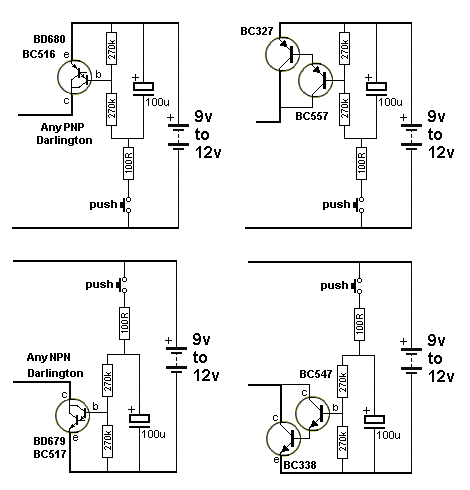 BD680
BC516
e
b
c
270k
270k
+
100u
Any PNP
Darlington
100R
push
+
9v
to
12v
BC327
BC557
270k
270k
+
100u
100R
push
+
9v
to
12v
push
100R
Any NPN
Darlington
c
b
e
BD679
BC517
270k
270k
+
100u
+
9v
to
12v
push
100R
BC547
c
c
b
e
BC338
270k
270k
+
100u
+
9v
to
12v